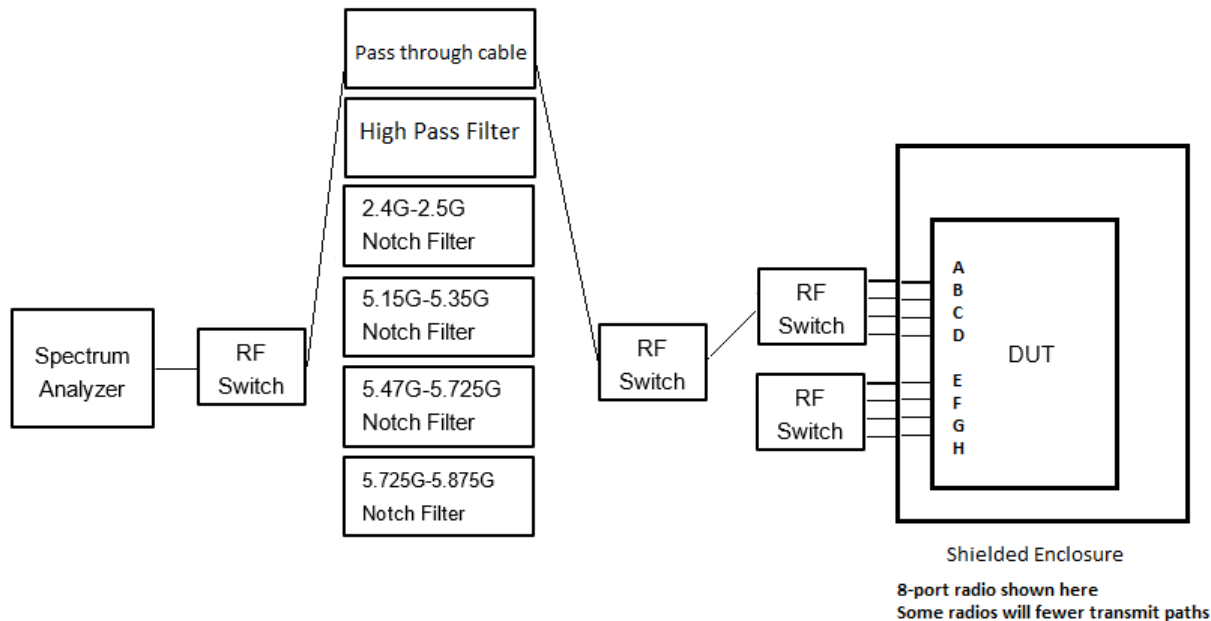 Pass through cable
High Pass Filter
2.4G-2.5G
Notch Filter
5.15G-5.35G
Notch Filter
5.47G-5.725G
Notch Filter
5.725G-5.875G
Notch Filter
Spectrum
Analyzer
RF
Switch
RF
Switch
RF
Switch
RF
Switch
A
B
C
D
E
F
G
H
DUT
Shielded Enclosure
8-port radio shown here
Some radios will fewer transmit paths